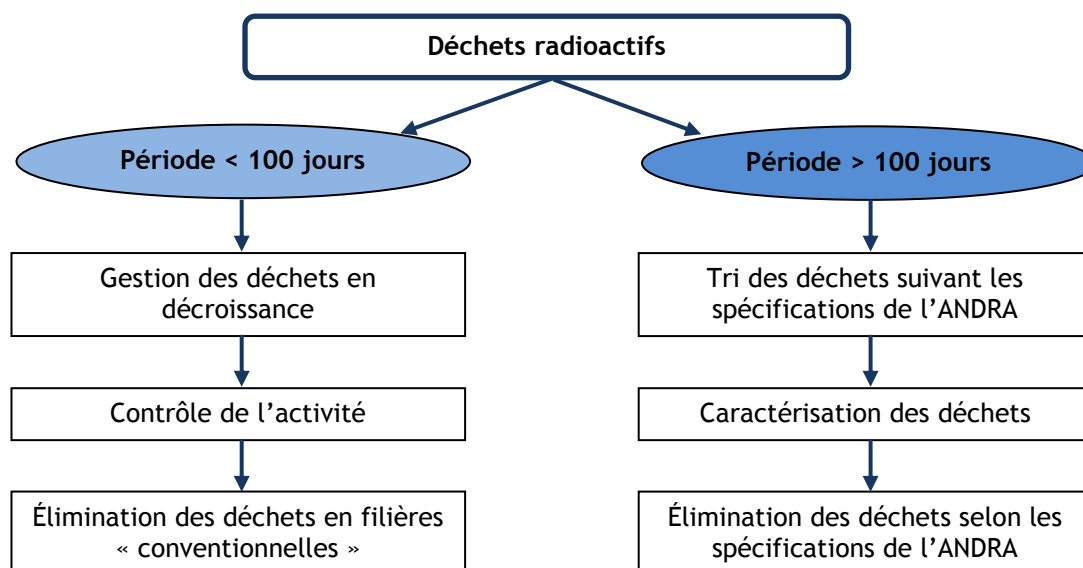 Déchets radioactifs
Période < 100 jours
Période > 100 jours
Gestion des déchets en
décroissance
Tri des déchets suivant les
spécifications de l’ANDRA
Contrôle de l’activité
Caractérisation des déchets
Élimination des déchets en filières
« conventionnelles »
Élimination des déchets selon les
spécifications de l’ANDRA